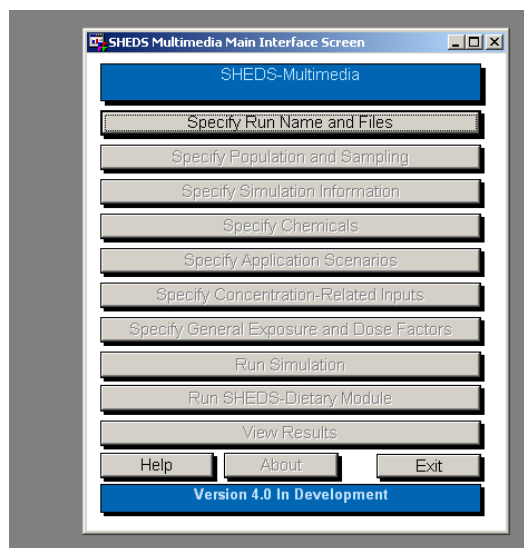 SHEDS Multimedia Main Interface Screen
SHEDS-Multimedia
Specify Run Name and Files
Specify Population and Sampling
Specify Simulation Information
Specify Chemicals
Specify Application Scenarios
Specify Concentration-Related Inputs
Specify General Exposure and Dose Factors
Run Simulation
Run SHEDS-Dietary Module
View Results
Help About Exit
Version 4.0 In Development